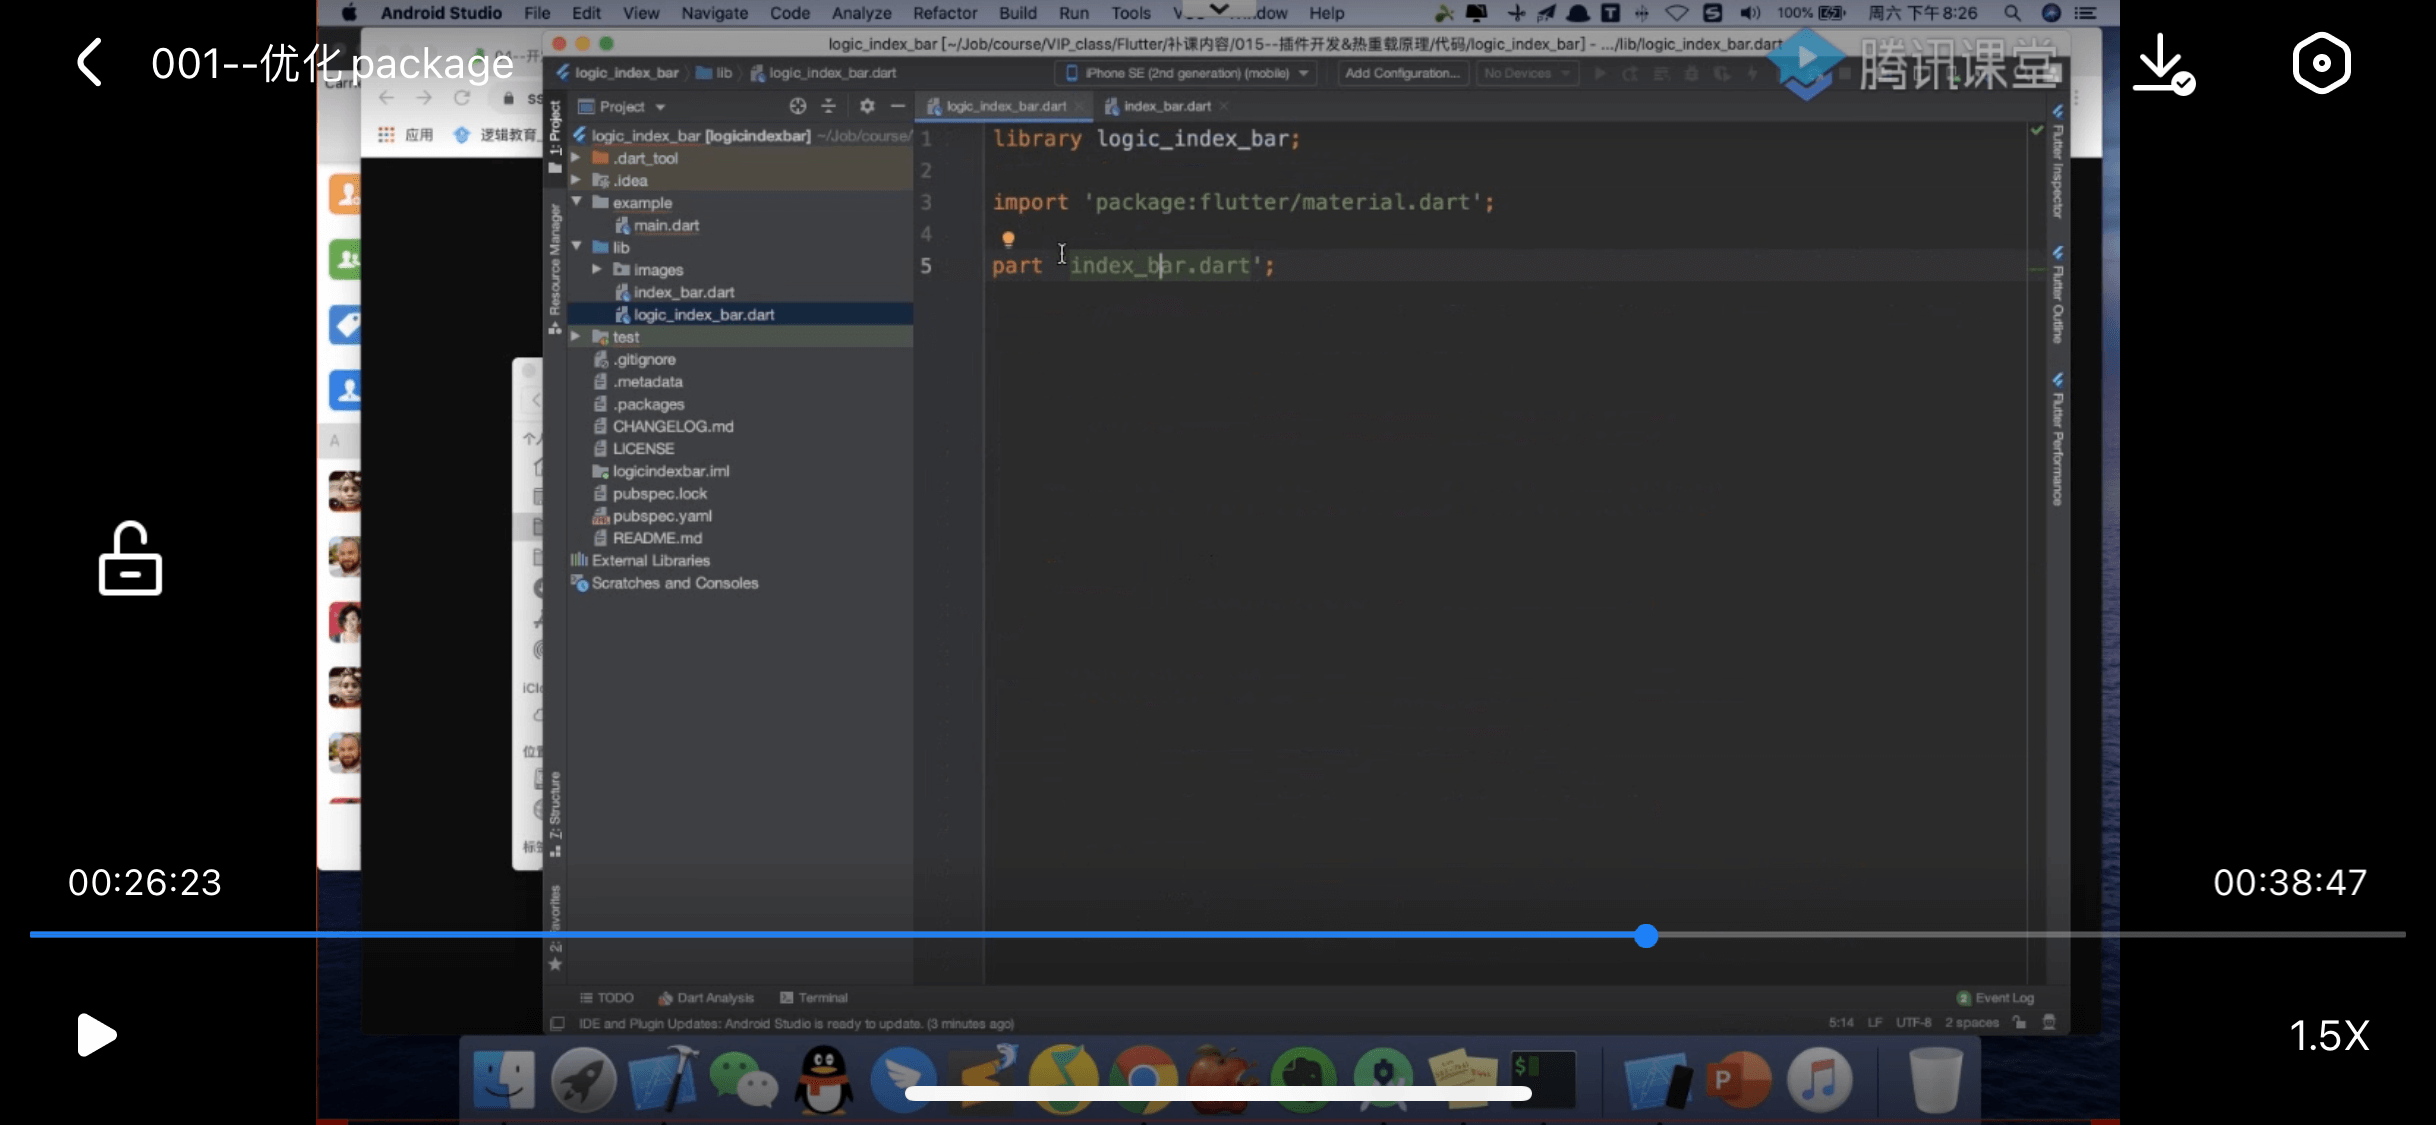 Android Studio File Edit View Navigate Code Analyze Refactor Build Run Tools Help
100% 周六 下午8:26
001--优化 package
logic_index_bar [~/Job/course/VIP_class/Flutter/补课内容/015--插件开发&热重载原理/代码/logic_index_bar] - .../lib/logic_index_bar.dart
腾讯课堂
logic_index_bar lib logic_index_bar.dart
iPhone SE (2nd generation) (mobile) Add Configuration... No Devices
应用 逻辑教育
Project
logic_index_bar.dart index_bar.dart
1: Project
Resource Manager
7: Structure
2: Favorites
logic_index_bar [logicindexbar] ~/Job/course/
.dart_tool
.idea
example
main.dart
lib
images
index_bar.dart
logic_index_bar.dart
test
.gitignore
.metadata
.packages
CHANGELOG.md
LICENSE
logicindexbar.iml
pubspec.lock
pubspec.yaml
README.md
External Libraries
Scratches and Consoles
1 library logic_index_bar;
2
3 import 'package:flutter/material.dart';
4
5 part 'index_bar.dart';
Flutter Inspector
Flutter Outline
Flutter Performance
A
00:26:23
00:38:47
TODO Dart Analysis Terminal
2 Event Log
IDE and Plugin Updates: Android Studio is ready to update. (3 minutes ago)
5:14 LF UTF-8 2 spaces
1.5X